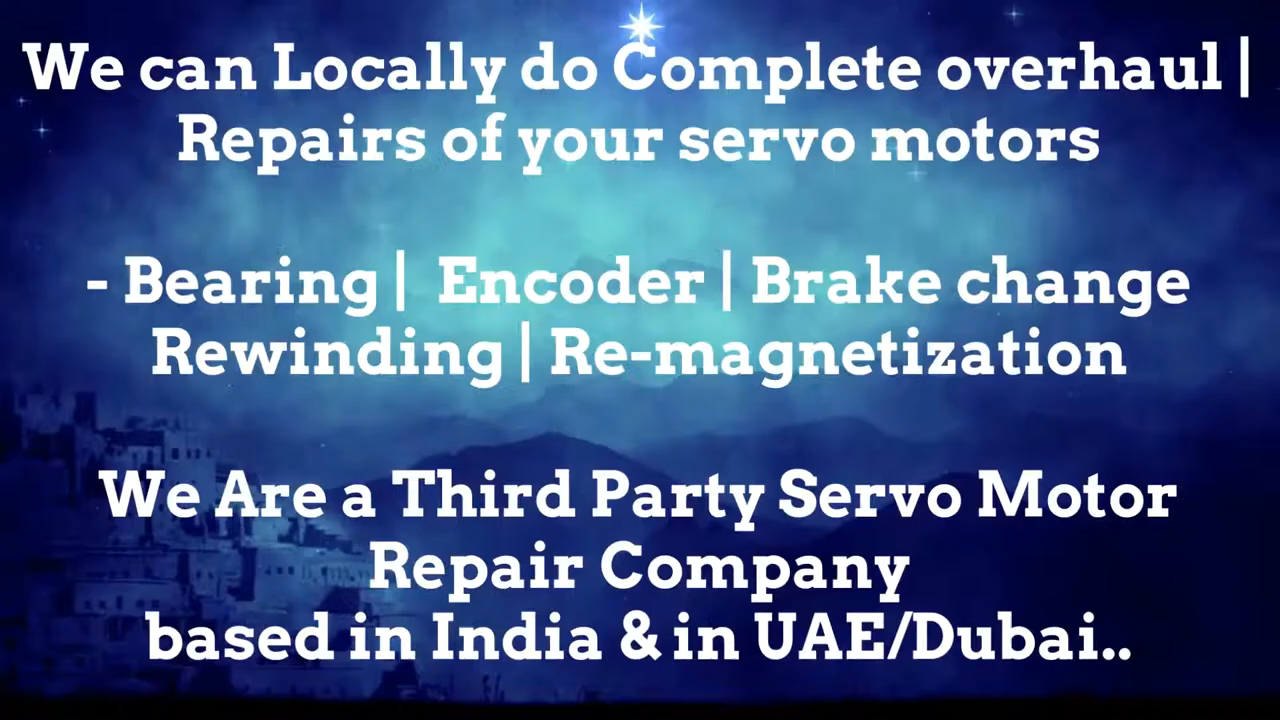 We can Locally do Complete overhaul |
Repairs of your servo motors
- Bearing | Encoder | Brake change
Rewinding | Re-magnetization
We Are a Third Party Servo Motor
Repair Company
based in India & in UAE/Dubai..